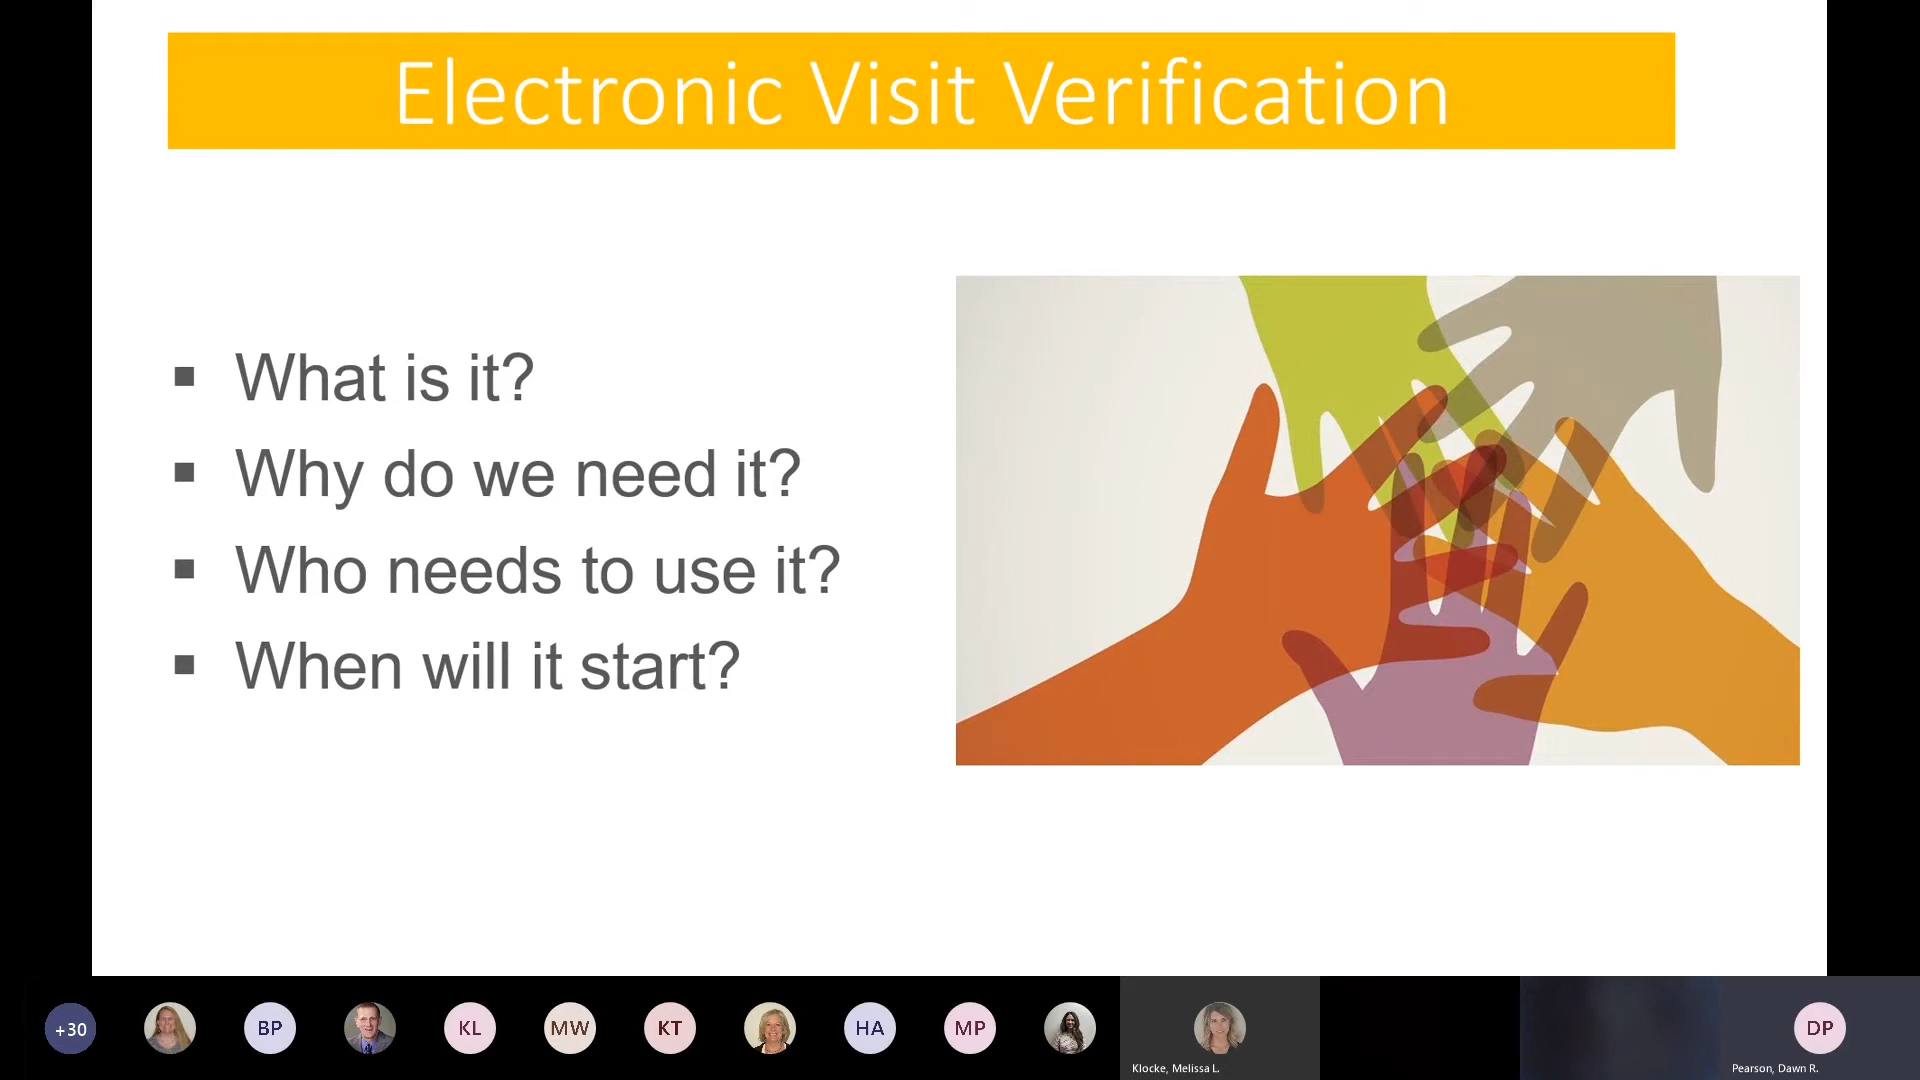 Electronic Visit Verification
▪ What is it?
▪ Why do we need it?
▪ Who needs to use it?
▪ When will it start?
+30
BP
KL
MW
KT
HA
MP
DP
Klocke, Melissa L.
Pearson, Dawn R.